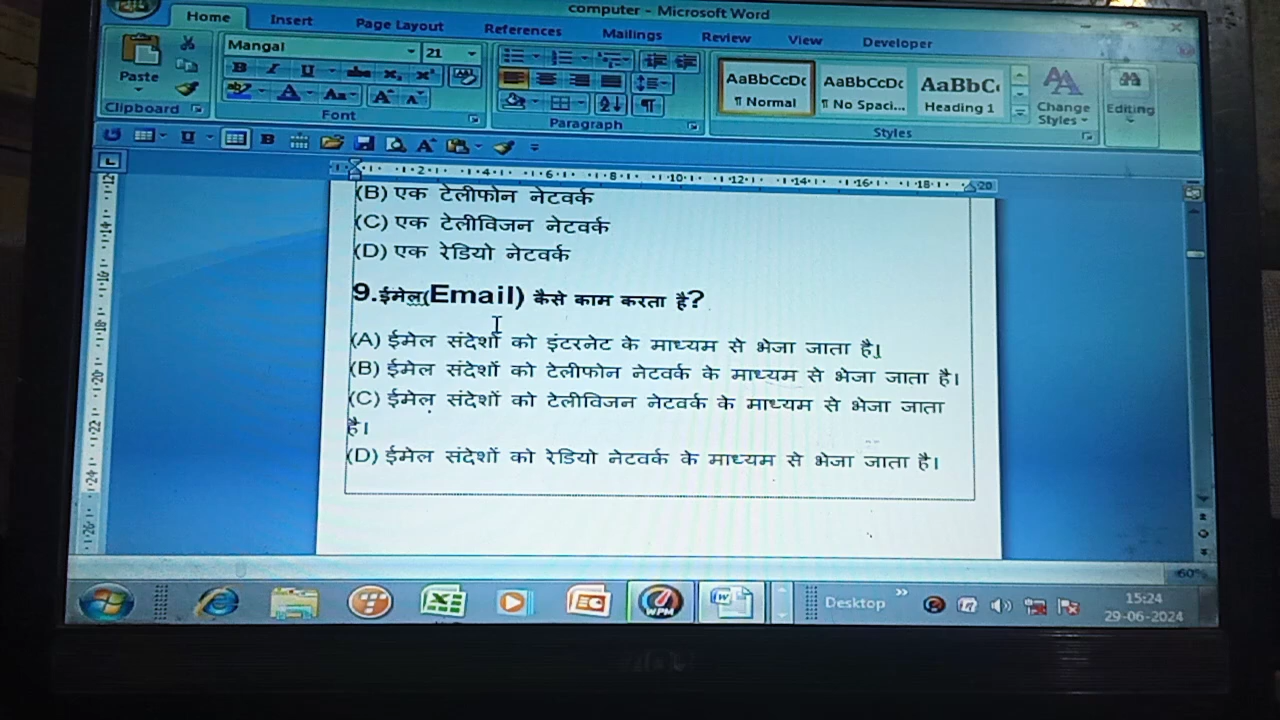 computer - Microsoft Word
Home Insert Page Layout References Mailings Review View Developer
Mangal 21
Paste
AaBbCcDc AaBbCcDc AaBbC
¶ Normal ¶ No Spaci... Heading 1 Change Styles Editing
Clipboard Font Paragraph Styles
(B) एक टेलीफोन नेटवर्क
(C) एक टेलीविजन नेटवर्क
(D) एक रेडियो नेटवर्क
9.ईमेल(Email) कैसे काम करता है?
(A) ईमेल संदेशों को इंटरनेट के माध्यम से भेजा जाता है।
(B) ईमेल संदेशों को टेलीफोन नेटवर्क के माध्यम से भेजा जाता है।
(C) ईमेल संदेशों को टेलीविजन नेटवर्क के माध्यम से भेजा जाता
है।
(D) ईमेल संदेशों को रेडियो नेटवर्क के माध्यम से भेजा जाता है।
60%
WPM
Desktop
15:24
29-06-2024